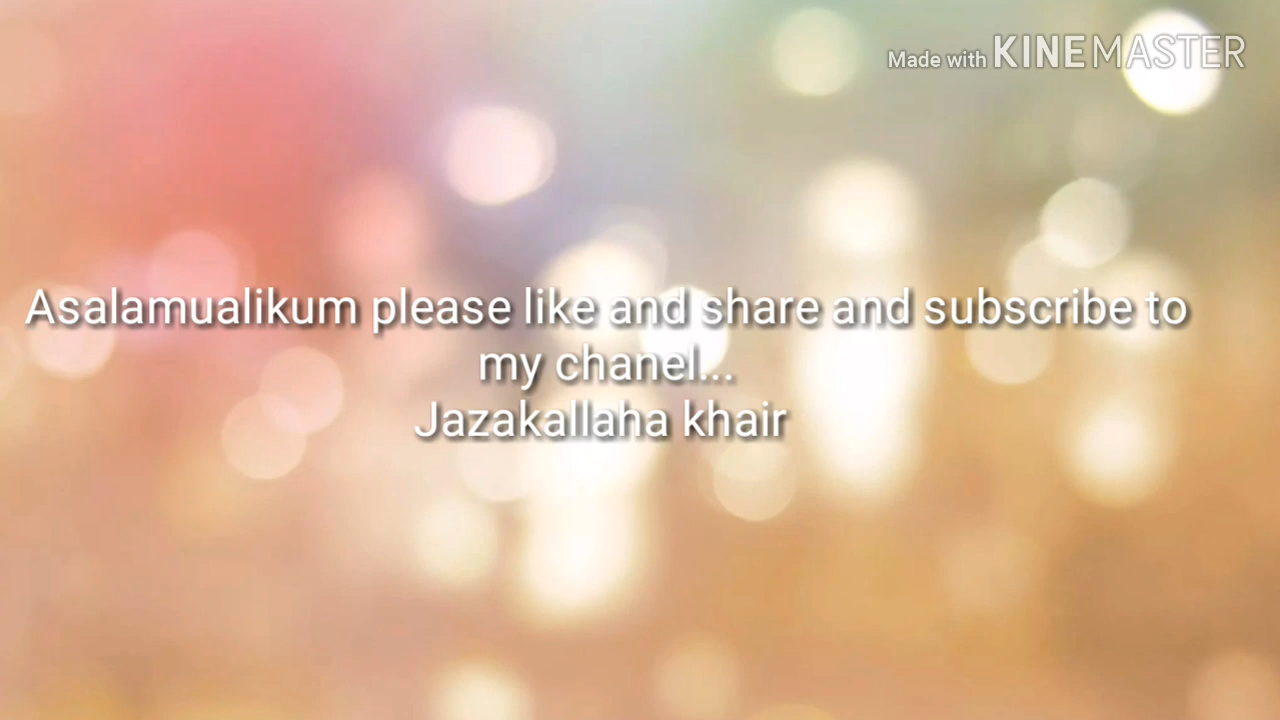 Made with KINEMASTER
Asalamualikum please like and share and subscribe to
my chanel...
Jazakallaha khair